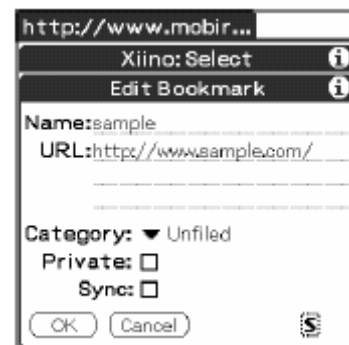 http://www.mobir...
Xiino: Select
Edit Bookmark
Name: sample
URL: http://www.sample.com/
Category: Unfiled
Private:
Sync:
OK Cancel S